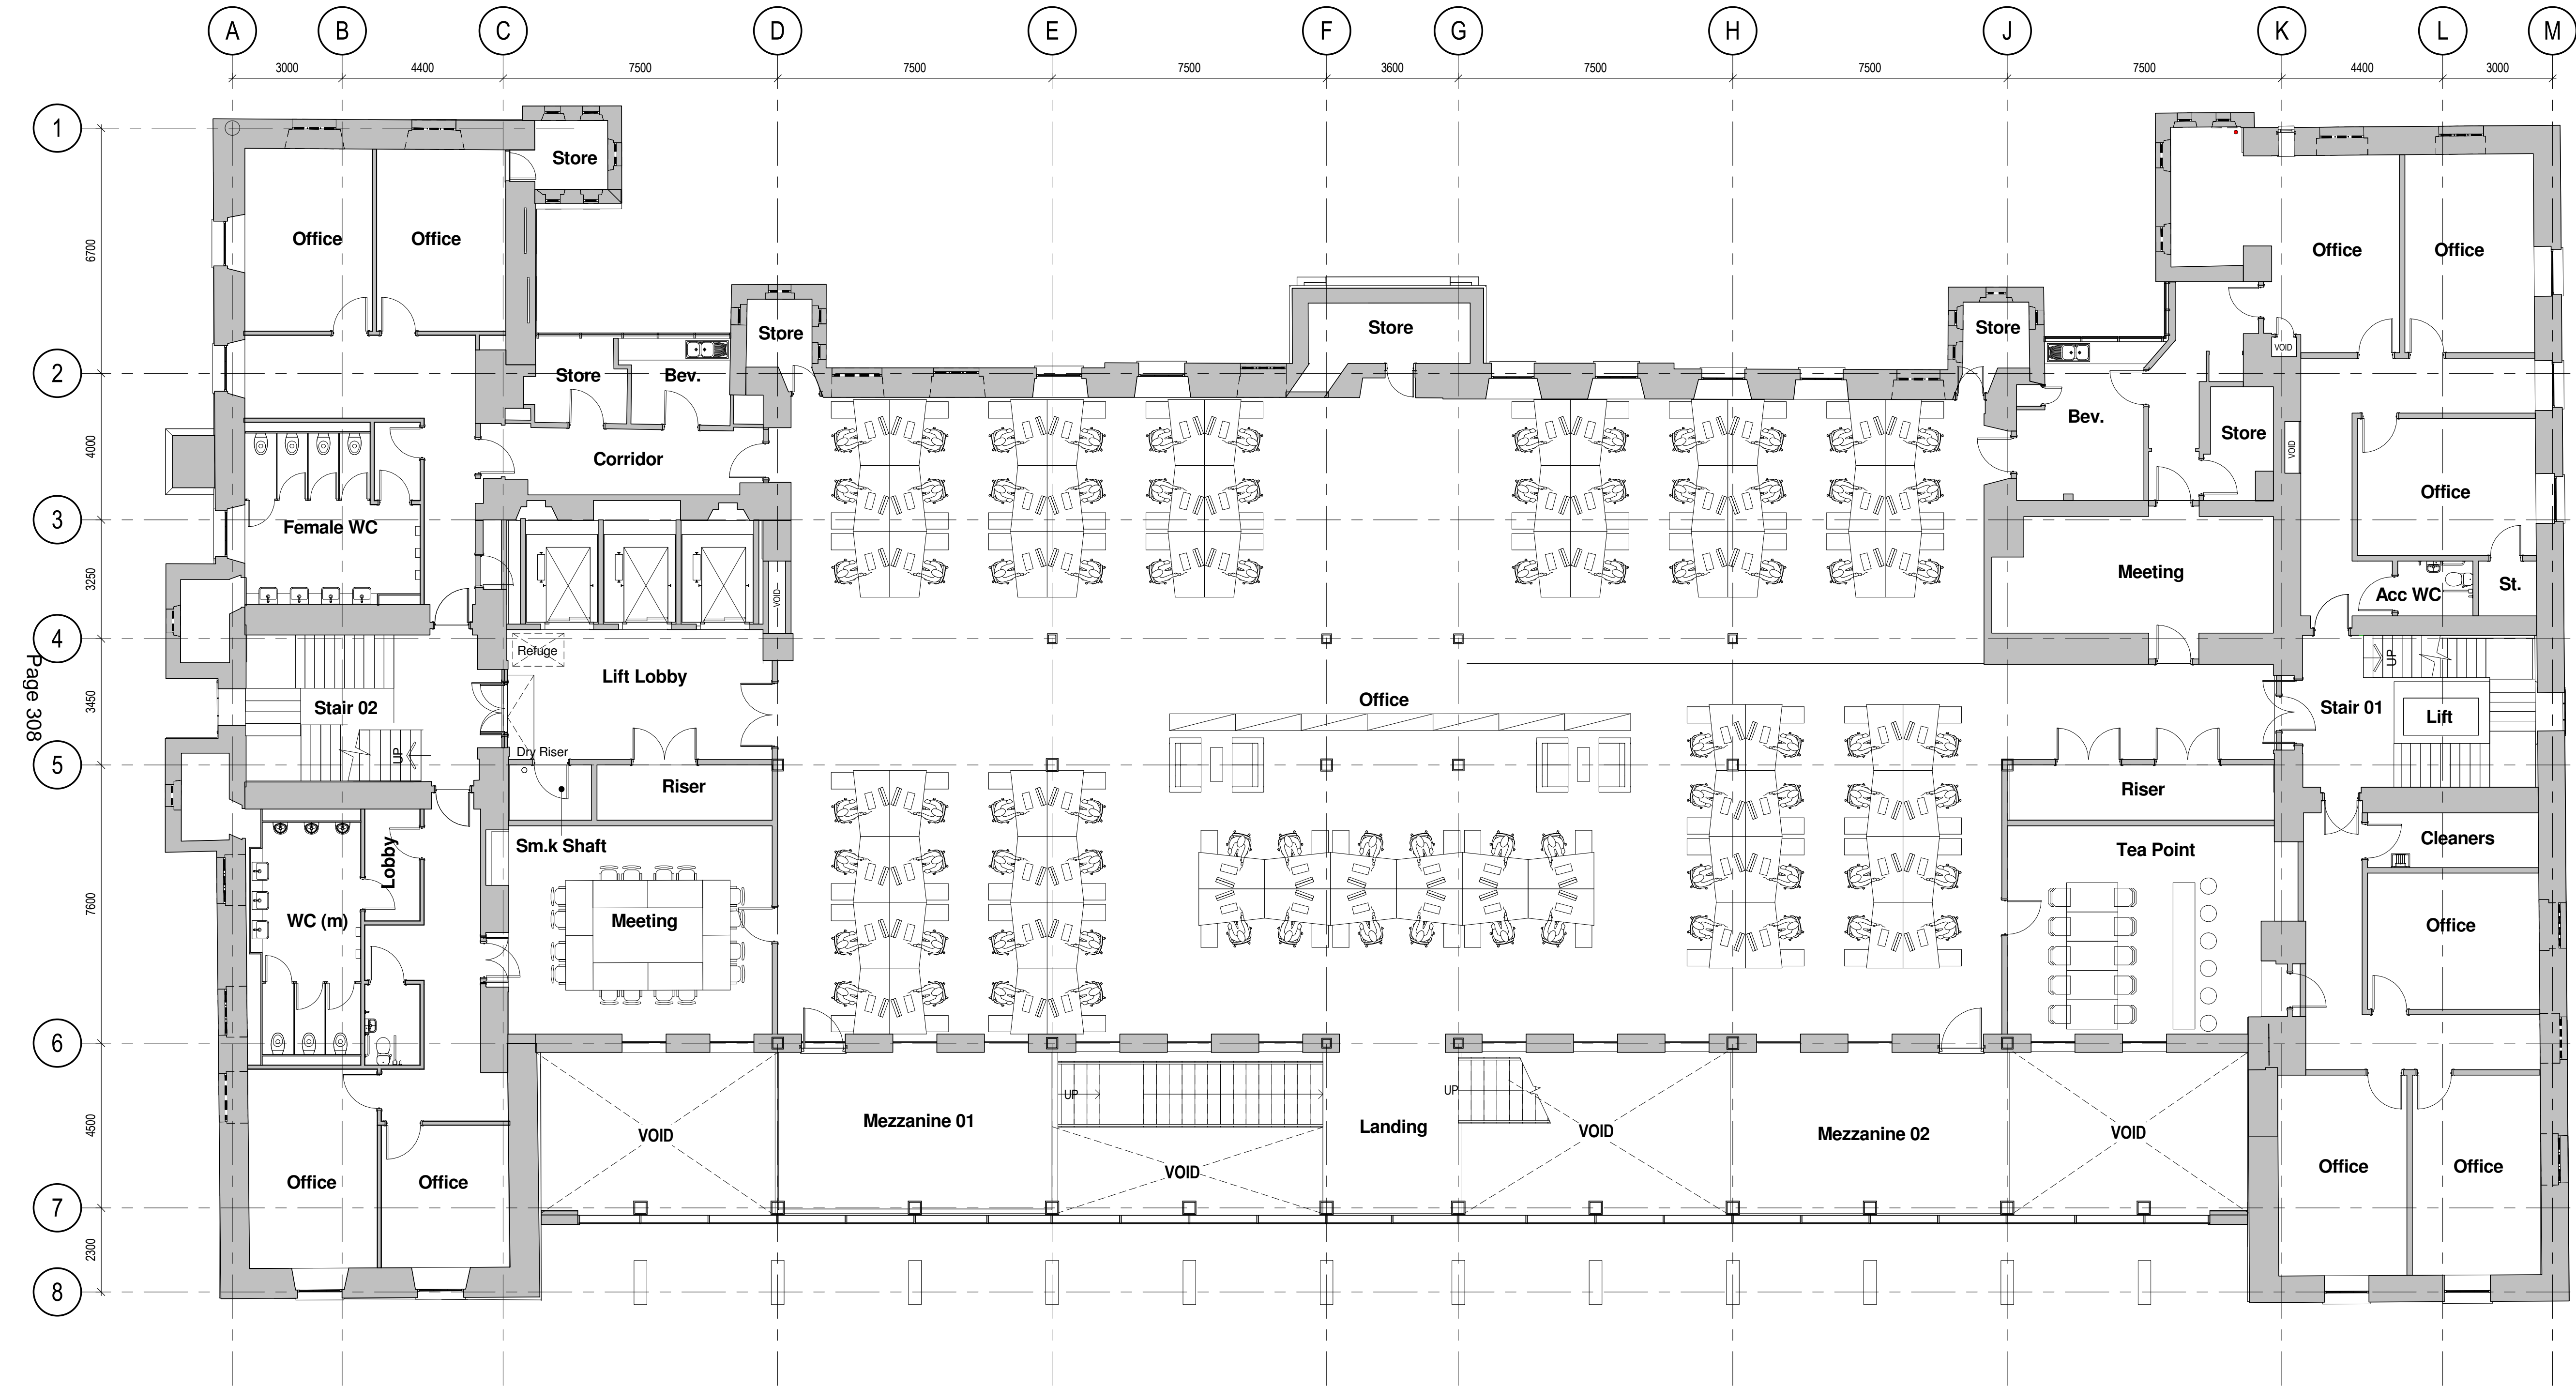 A B C D E F G H J K L M
3000 4400 7500 7500 7500 3600 7500 7500 7500 4400 3000
1
Store
6700
Office Office Office Office
Store Store Store
2
VOID
Store Bev. Bev.
4000
Corridor Store VOID
Office
3
Female WC
3250
Meeting
VOID
Acc WC St.
4
Refuge
Page 308
UP
Lift Lobby
3450
Stair 02 Office Stair 01 Lift
UP
Dry Riser
5
Riser Riser
Cleaners
Sm.k Shaft Tea Point
Lobby
7600
WC (m) Meeting Office
6
UP UP
4500
Mezzanine 01 Landing Mezzanine 02
VOID VOID VOID
VOID
Office Office Office Office
7
2300
8